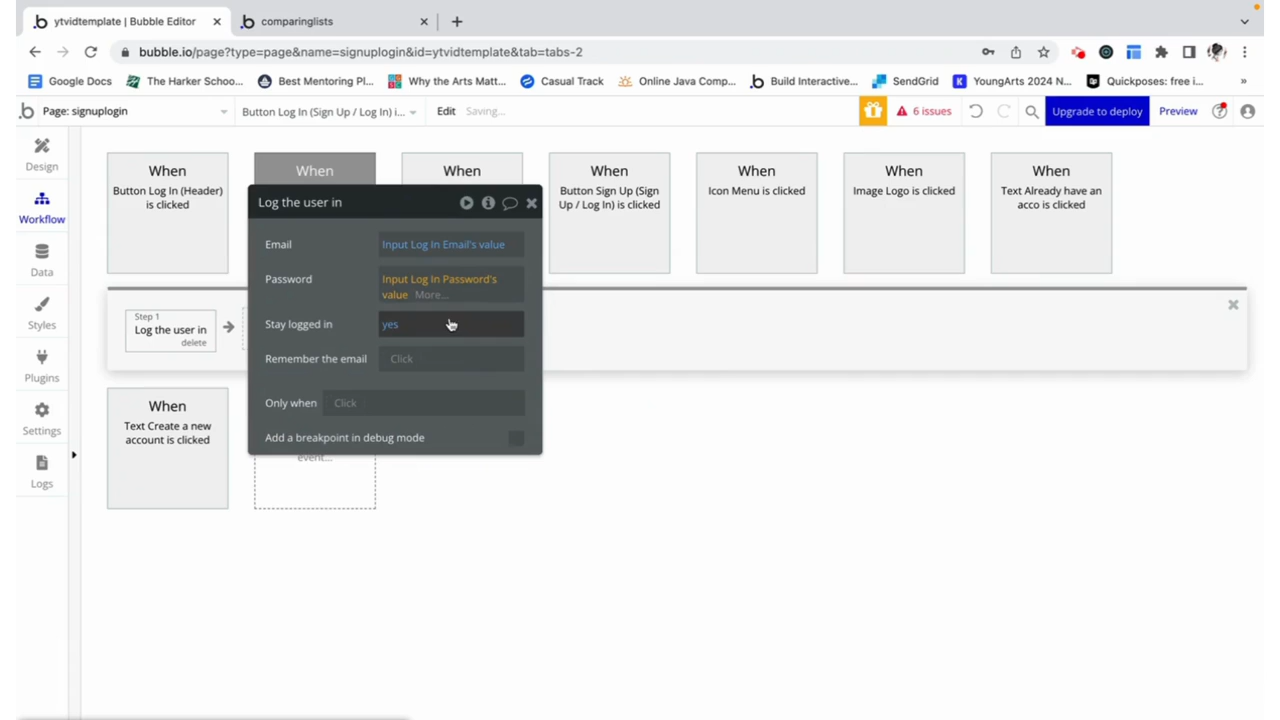 ytvidtemplate | Bubble Editor
comparinglists
bubble.io/page?type=page&name=signuplogin&id=ytvidtemplate&tab=tabs-2
Google Docs
The Harker Schoo...
Best Mentoring Pl...
Why the Arts Matt...
Casual Track
Online Java Comp...
Build Interactive...
SendGrid
YoungArts 2024 N...
Quickposes: free i...
»
Page: signuplogin
Button Log In (Sign Up / Log In) i...
Edit
Saving...
6 issues
Upgrade to deploy
Preview
Design
Workflow
Data
Styles
Plugins
Settings
Logs
When
Button Log In (Header)
is clicked
When
When
When
Button Sign Up (Sign
Up / Log In) is clicked
When
Icon Menu is clicked
When
Image Logo is clicked
When
Text Already have an
acco is clicked
Log the user in
Email
Input Log In Email's value
Password
Input Log In Password's
value More...
Stay logged in
yes
Remember the email
Click
Only when
Click
Add a breakpoint in debug mode
Step 1
Log the user in
delete
When
Text Create a new
account is clicked
event...